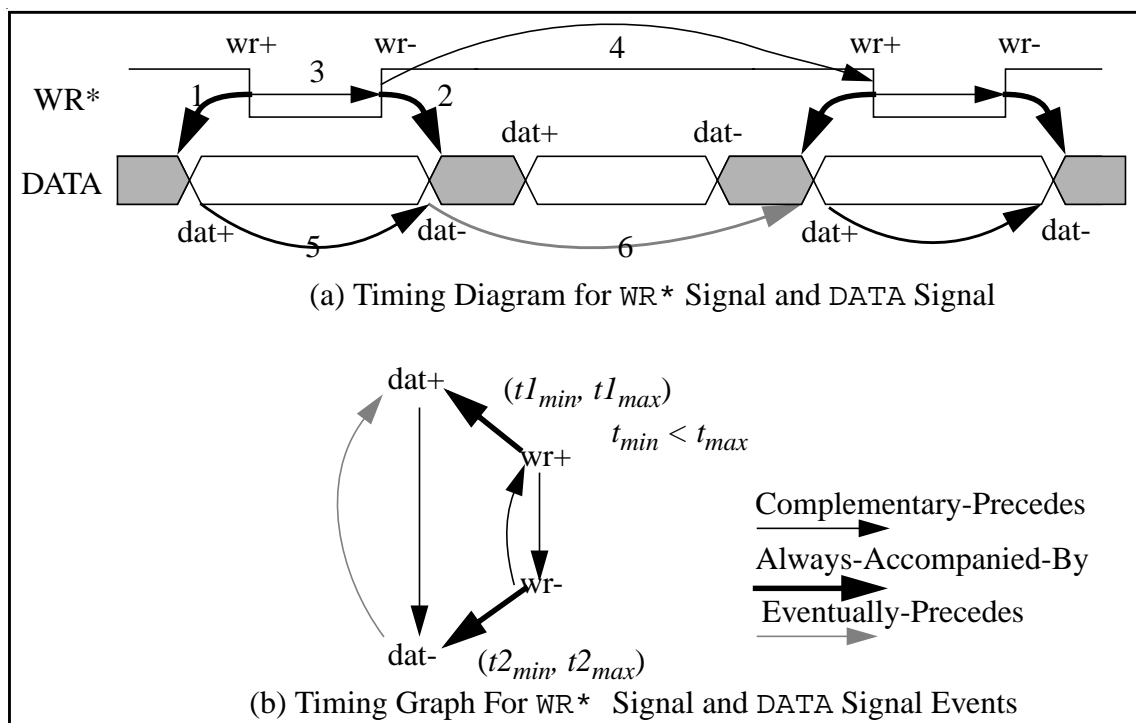 wr+ wr- 4 wr+ wr-
3
WR* 1 2
dat+ dat-
DATA
dat+ 5 dat- 6 dat+ dat-
(a) Timing Diagram for WR* Signal and DATA Signal
dat+ (t1min, t1max)
tmin < tmax
wr+
Complementary-Precedes
Always-Accompanied-By
wr-
Eventually-Precedes
dat- (t2min, t2max)
(b) Timing Graph For WR* Signal and DATA Signal Events